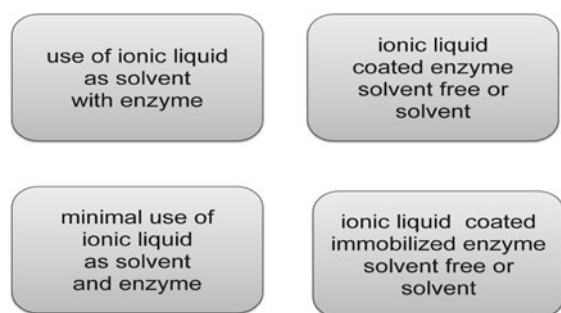 use of ionic liquid
as solvent
with enzyme
ionic liquid
coated enzyme
solvent free or
solvent
minimal use of
ionic liquid
as solvent
and enzyme
ionic liquid coated
immobilized enzyme
solvent free or
solvent